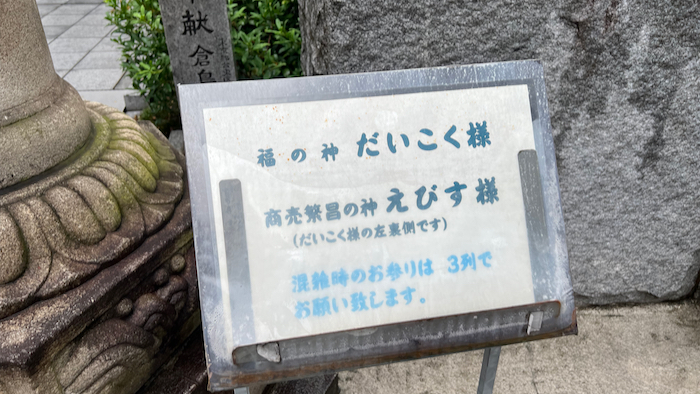 献倉
福の神 だいこく様
商売繁昌の神 えびす様
(だいこく様の左裏側です)
混雑時のお参りは 3列で
お願い致します。